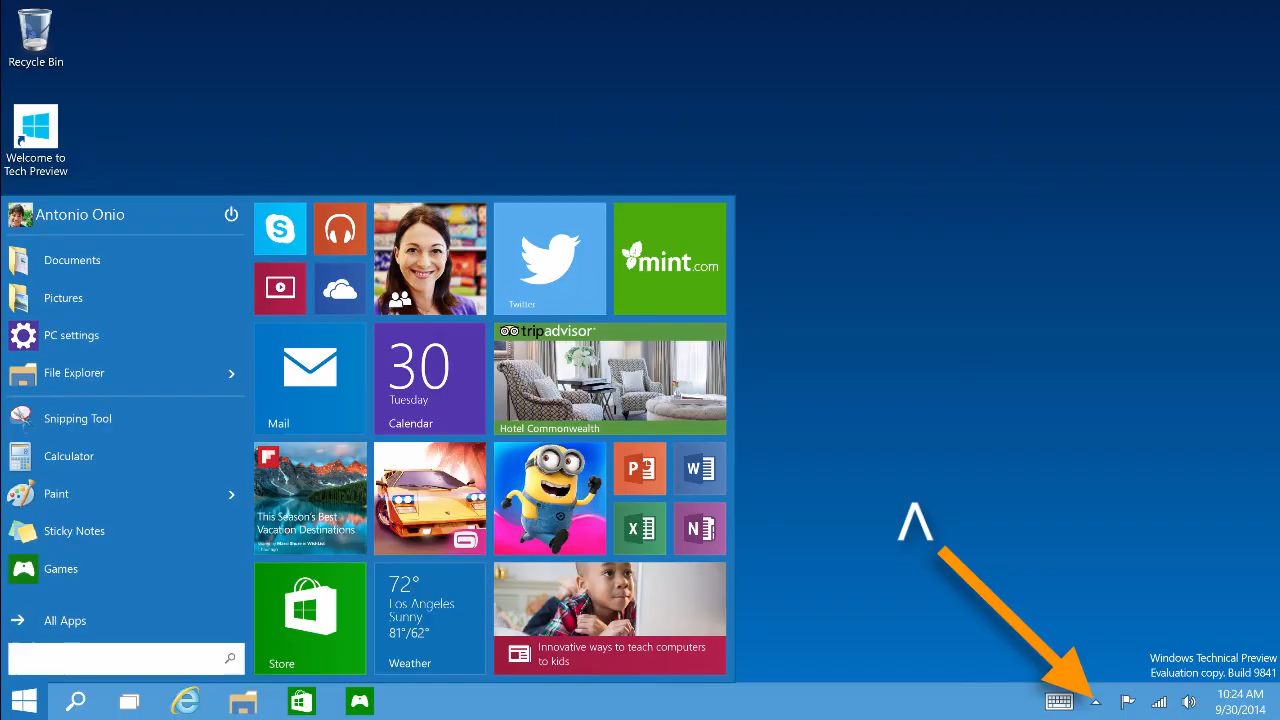 Recycle Bin
Welcome to
Tech Preview
Antonio Onio
Documents
Pictures
PC settings
File Explorer
Snipping Tool
Calculator
Paint
Sticky Notes
Games
All Apps
Twitter
mint.com
Mail
30
Tuesday
Calendar
tripadvisor
Hotel Commonwealth
This Season's Best
Vacation Destinations
Store
72°
Los Angeles
Sunny
81°/62°
Weather
Innovative ways to teach computers
to kids
^
Windows Technical Preview
Evaluation copy. Build 9841
10:24 AM
9/30/2014